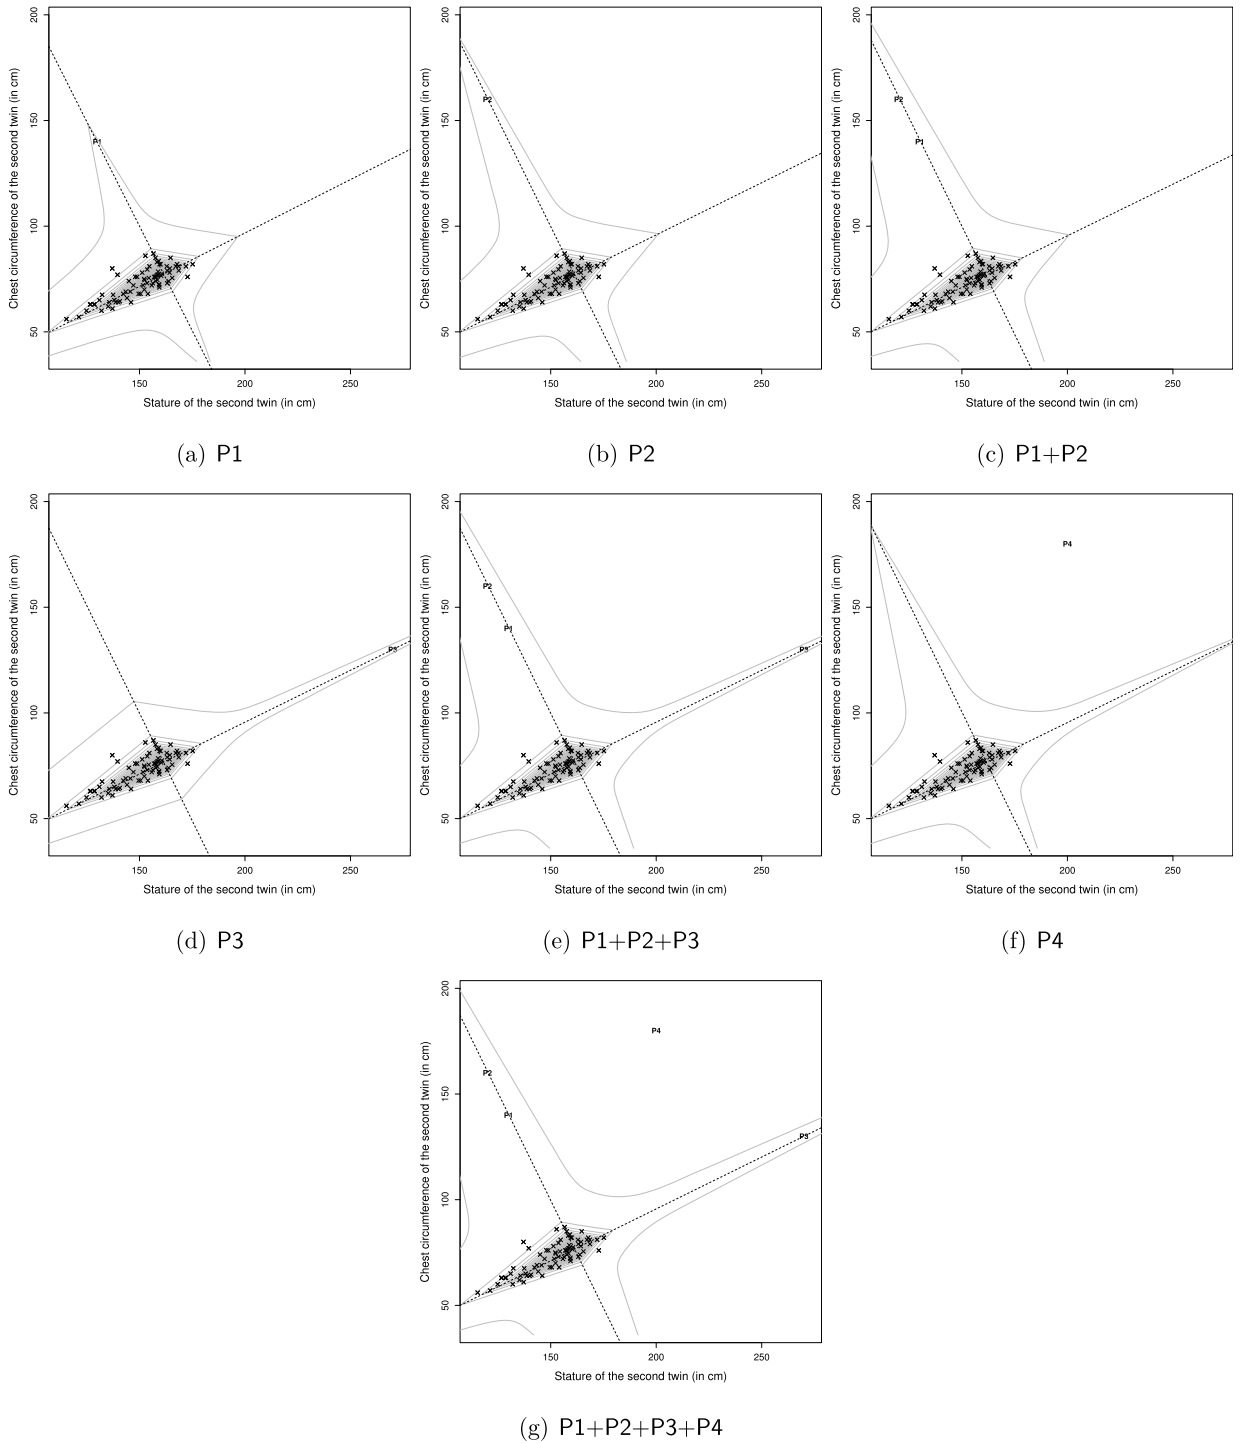 200
150
100
50
Chest circumference of the second twin (in cm)
P1
150 200 250
Stature of the second twin (in cm)
(a) P1
200
150
100
50
Chest circumference of the second twin (in cm)
P2
150 200 250
Stature of the second twin (in cm)
(b) P2
200
150
100
50
Chest circumference of the second twin (in cm)
P2
P1
150 200 250
Stature of the second twin (in cm)
(c) P1+P2
200
150
100
50
Chest circumference of the second twin (in cm)
P3
150 200 250
Stature of the second twin (in cm)
(d) P3
200
150
100
50
Chest circumference of the second twin (in cm)
P2
P1
P3
150 200 250
Stature of the second twin (in cm)
(e) P1+P2+P3
200
150
100
50
Chest circumference of the second twin (in cm)
P4
150 200 250
Stature of the second twin (in cm)
(f) P4
200
150
100
50
Chest circumference of the second twin (in cm)
P4
P2
P1
P3
150 200 250
Stature of the second twin (in cm)
(g) P1+P2+P3+P4